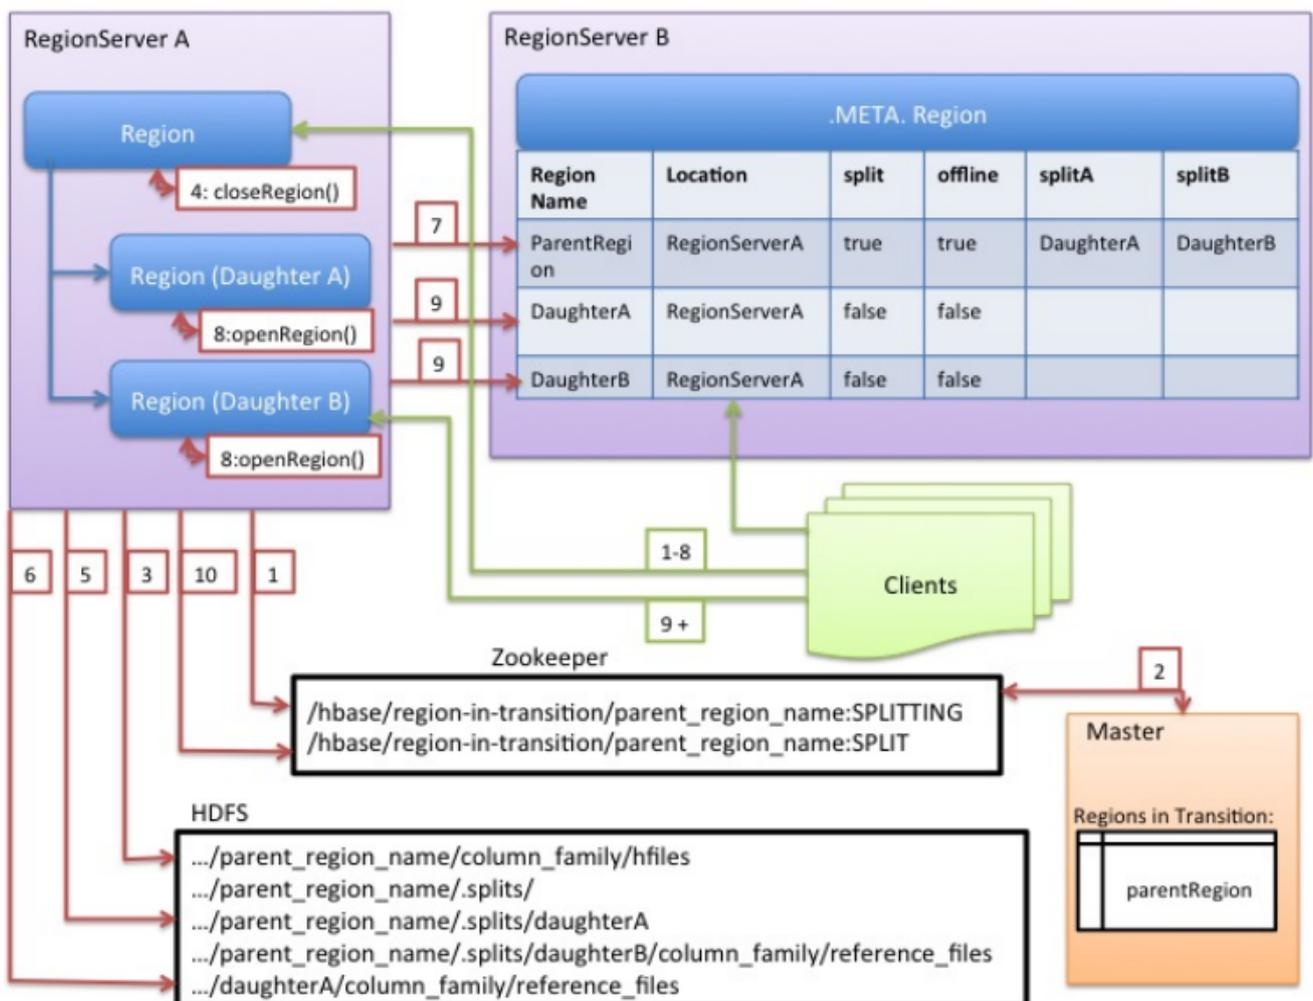 RegionServer A
Region
4: closeRegion()
Region (Daughter A)
8:openRegion()
Region (Daughter B)
8:openRegion()
7
9
9
RegionServer B
.META. Region
Region Name Location split offline splitA splitB
ParentRegion RegionServerA true true DaughterA DaughterB
DaughterA RegionServerA false false
DaughterB RegionServerA false false
6 5 3 10 1
1-8
9 +
Clients
Zookeeper
/hbase/region-in-transition/parent_region_name:SPLITTING
/hbase/region-in-transition/parent_region_name:SPLIT
2
Master
Regions in Transition:
parentRegion
HDFS
.../parent_region_name/column_family/hfiles
.../parent_region_name/.splits/
.../parent_region_name/.splits/daughterA
.../parent_region_name/.splits/daughterB/column_family/reference_files
.../daughterA/column_family/reference_files